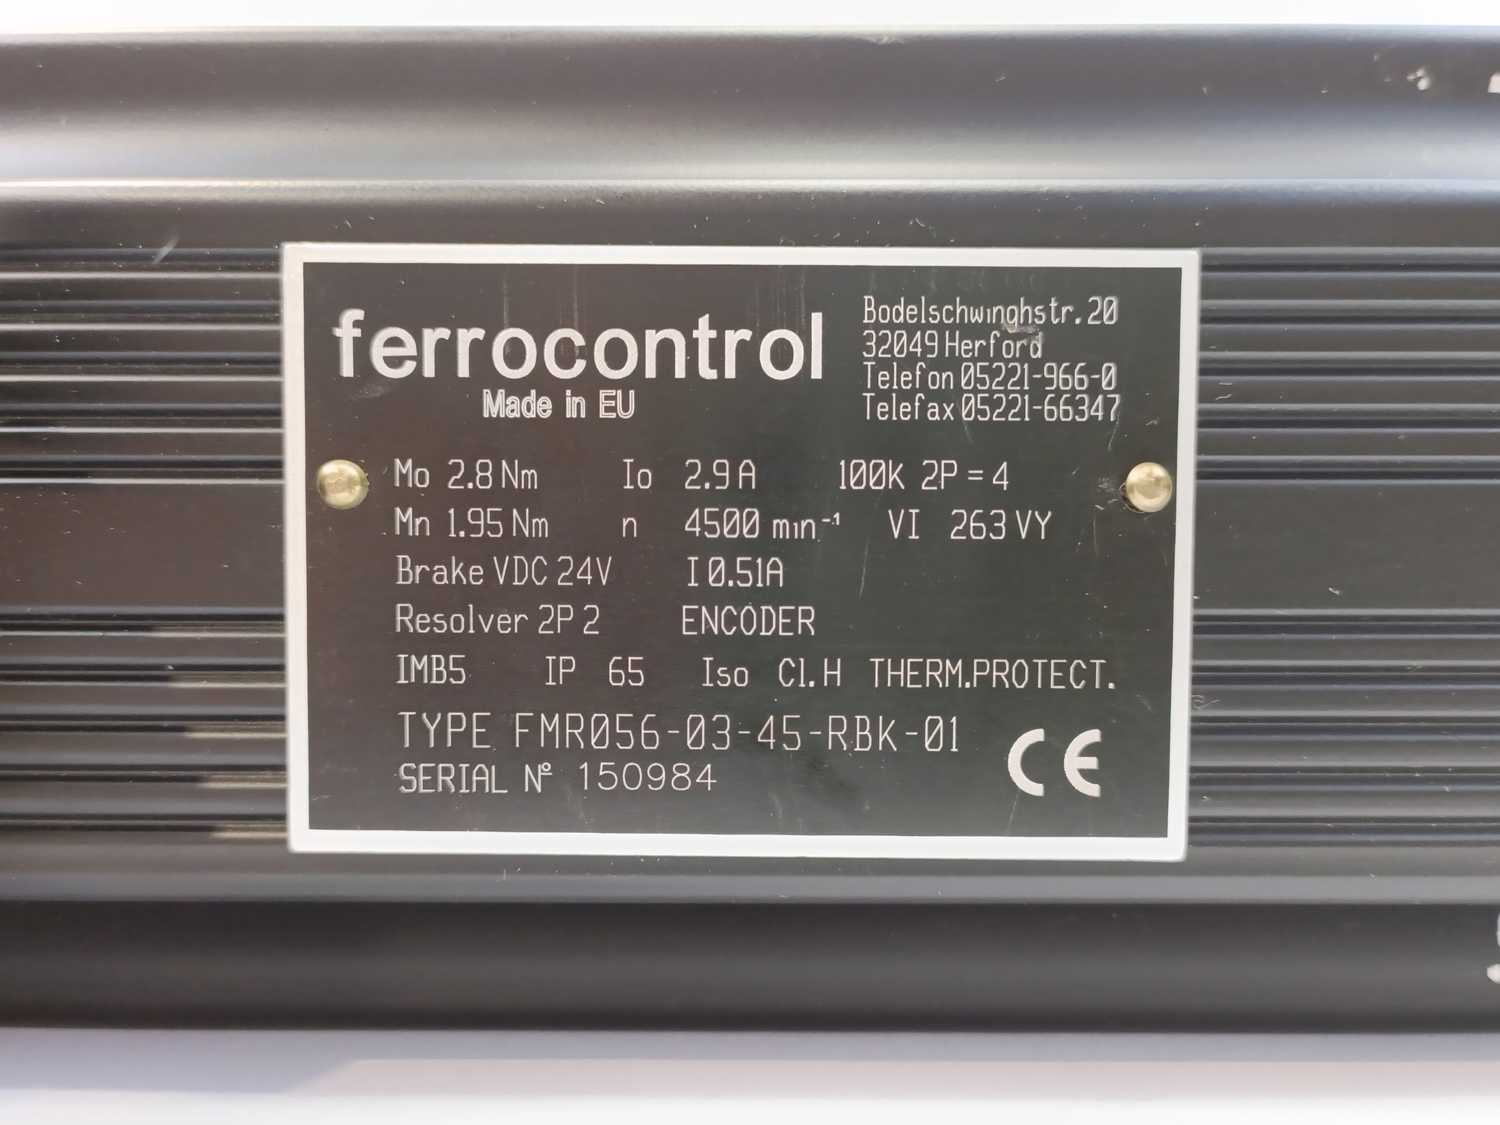 ferrocontrol
Made in EU
Bodelschwinghstr. 20
32049 Herford
Telefon 05221-966-0
Telefax 05221-66347
Mo 2.8 Nm Io 2.9 A 100K 2P = 4
Mn 1.95 Nm n 4500 min⁻¹ VI 263 VY
Brake VDC 24V I 0.51A
Resolver 2P 2 ENCODER
IMB5 IP 65 Iso Cl. H THERM.PROTECT.
TYPE FMR056-03-45-RBK-01
SERIAL Nº 150984
CE